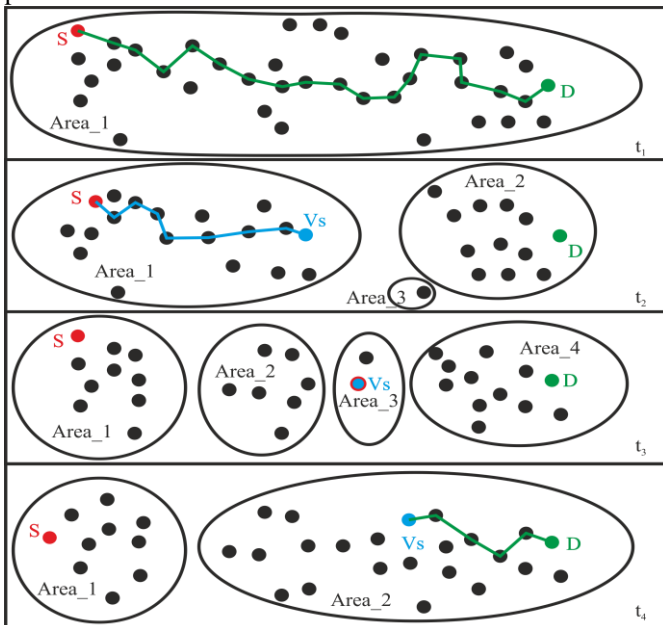 S
D
Area_1
t₁
Area_2
S
Vs
D
Area_1
Area_3
t₂
S
Area_4
Area_2
Vs
D
Area_3
Area_1
t₃
S
Vs
D
Area_1
Area_2
t₄